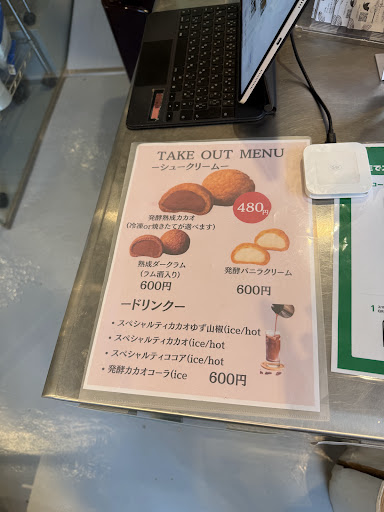 TAKE OUT MENU
ーシュークリームー
480円
発酵熟成カカオ
(冷凍or焼きたてが選べます)
熟成ダークラム
(ラム酒入り)
600円
発酵バニラクリーム
600円
ードリンクー
・スペシャルティカカオゆず山椒(ice/hot
・スペシャルティカカオ(ice/hot
・スペシャルティココア(ice/hot
・発酵カカオコーラ(ice 600円